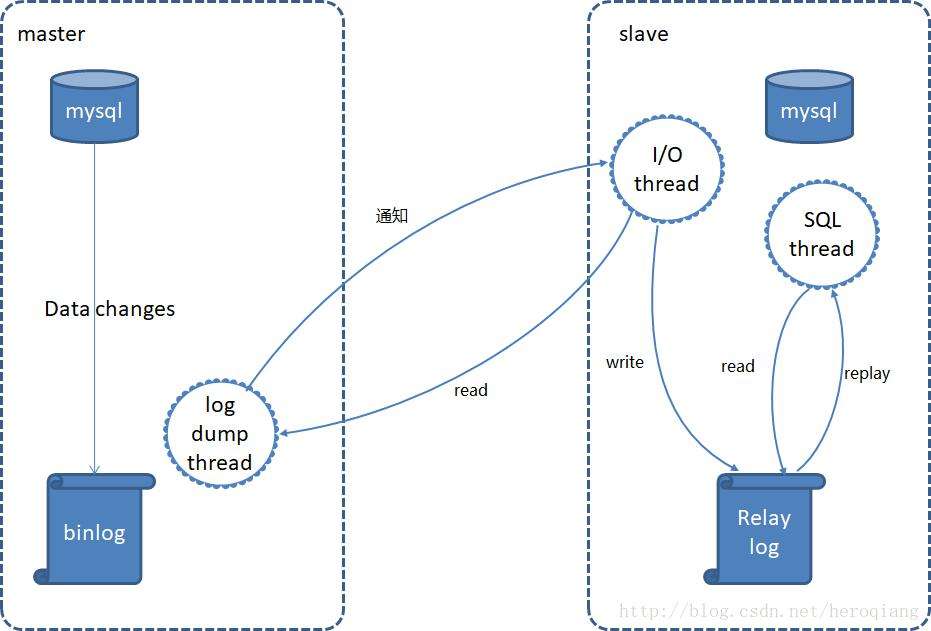 master
slave
mysql
mysql
I/O
thread
SQL
thread
通知
Data changes
write
read
replay
read
log
dump
thread
binlog
Relay
log
http://blog.csdn.net/heroqiang